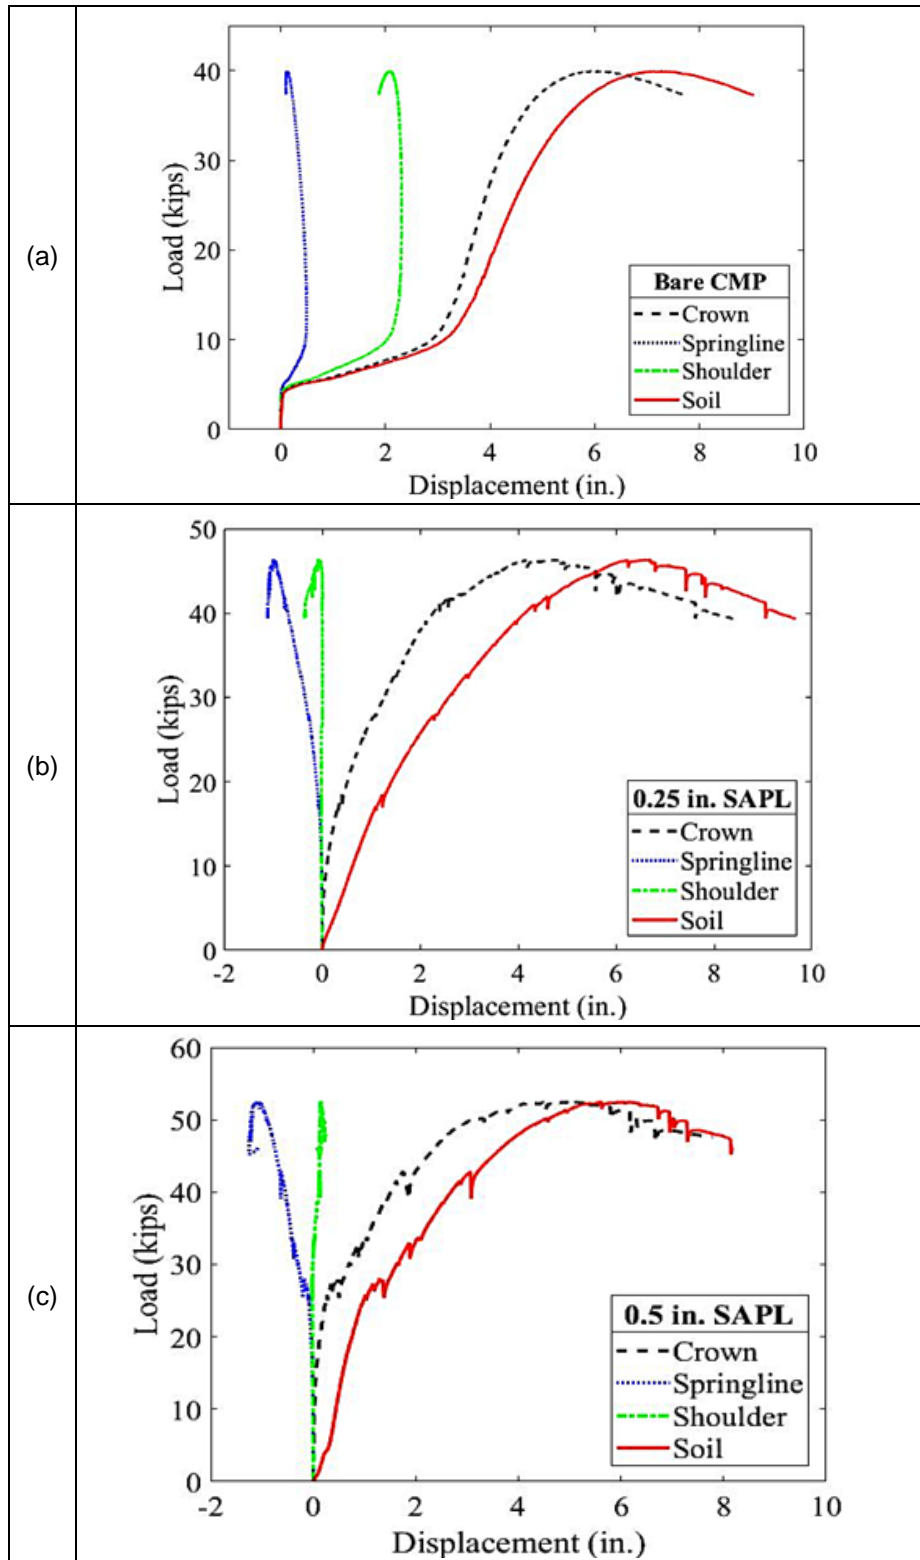 (a)
Load (kips)
40
30
20
10
0
0
2
4
6
8
10
Displacement (in.)
Bare CMP
Crown
Springline
Shoulder
Soil
(b)
Load (kips)
50
40
30
20
10
0
-2
0
2
4
6
8
10
Displacement (in.)
0.25 in. SAPL
Crown
Springline
Shoulder
Soil
(c)
Load (kips)
60
50
40
30
20
10
0
-2
0
2
4
6
8
10
Displacement (in.)
0.5 in. SAPL
Crown
Springline
Shoulder
Soil